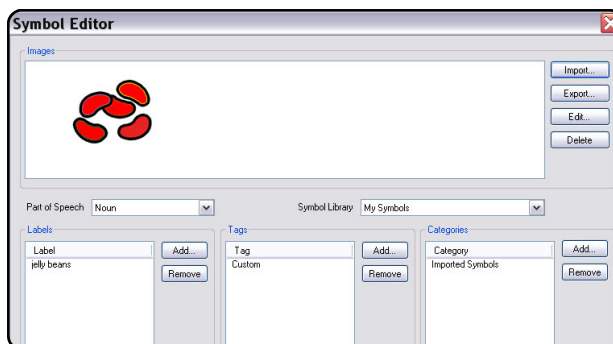 Symbol Editor
Images
Import...
Export...
Edit...
Delete
Part of Speech Noun Symbol Library My Symbols
Labels Tags Categories
Label Add... Tag Add... Category Add...
jelly beans Custom Imported Symbols
Remove Remove Remove